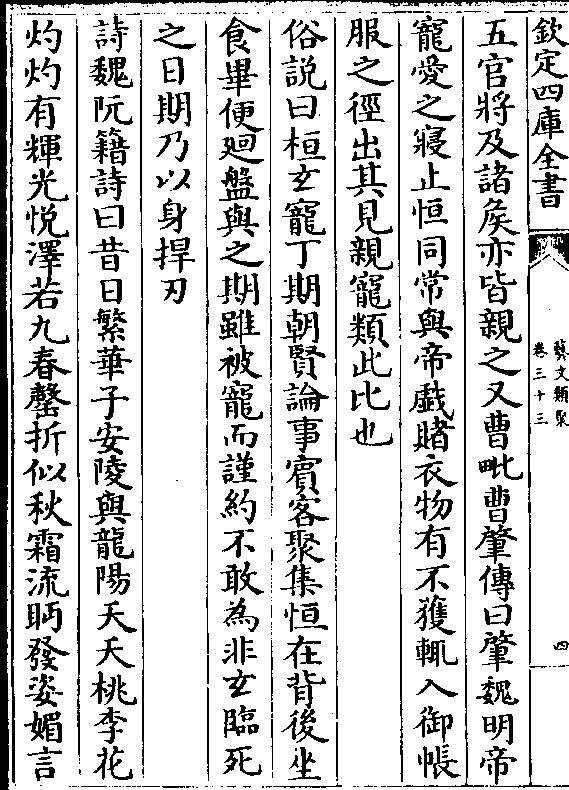 欽定四庫全書
藝文類聚
卷三十三
四
五官將及諸矦亦皆親之又曹毗曹肇傳曰肇魏明帝
寵愛之寢止恒同常與帝戲賭衣物有不獲輙入御帳
服之徑出其見親寵類此比也
俗說曰桓玄寵丁期朝賢論事賔客聚集恒在背後坐
食畢便廻盤與之期雖被寵而謹約不敢為非玄臨死
之日期乃以身捍刃
詩魏阮籍詩曰昔日繁華子安陵與龍陽夭夭桃李花
灼灼有輝光悅澤若九春罄折似秋霜流眄發姿媚言